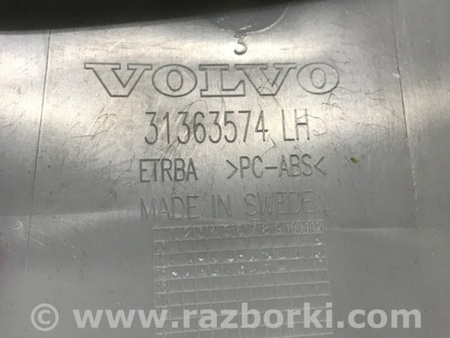 3
VOLVO
31363574 LH
ETRBA >PC-ABS<
MADE IN SWEDEN
© www.razborki.com